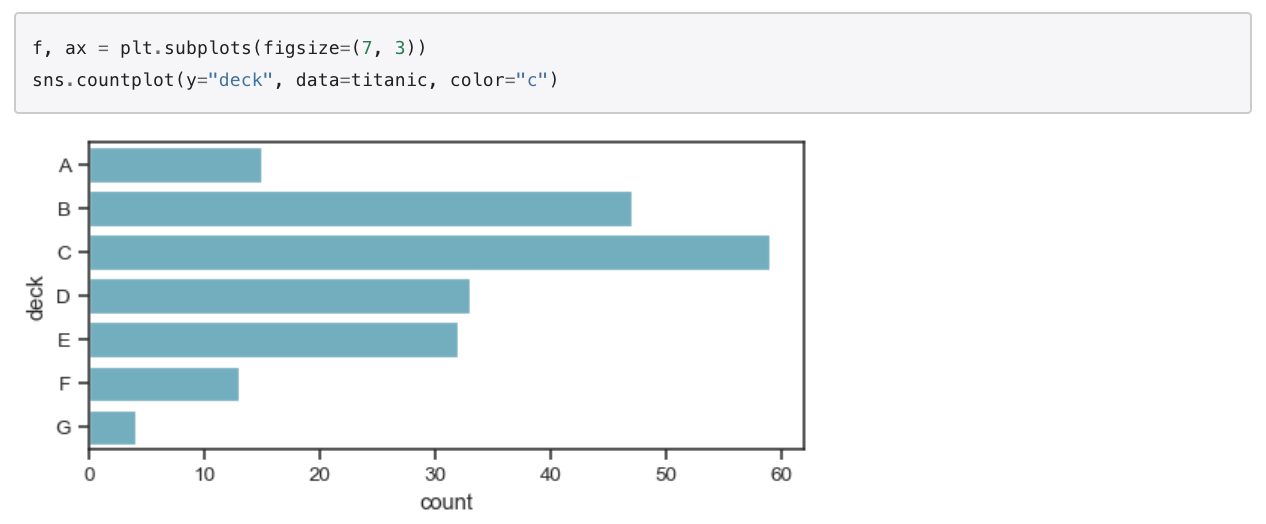 f, ax = plt.subplots(figsize=(7, 3))
sns.countplot(y="deck", data=titanic, color="c")
A
B
C
D
E
F
G
deck
0 10 20 30 40 50 60
count